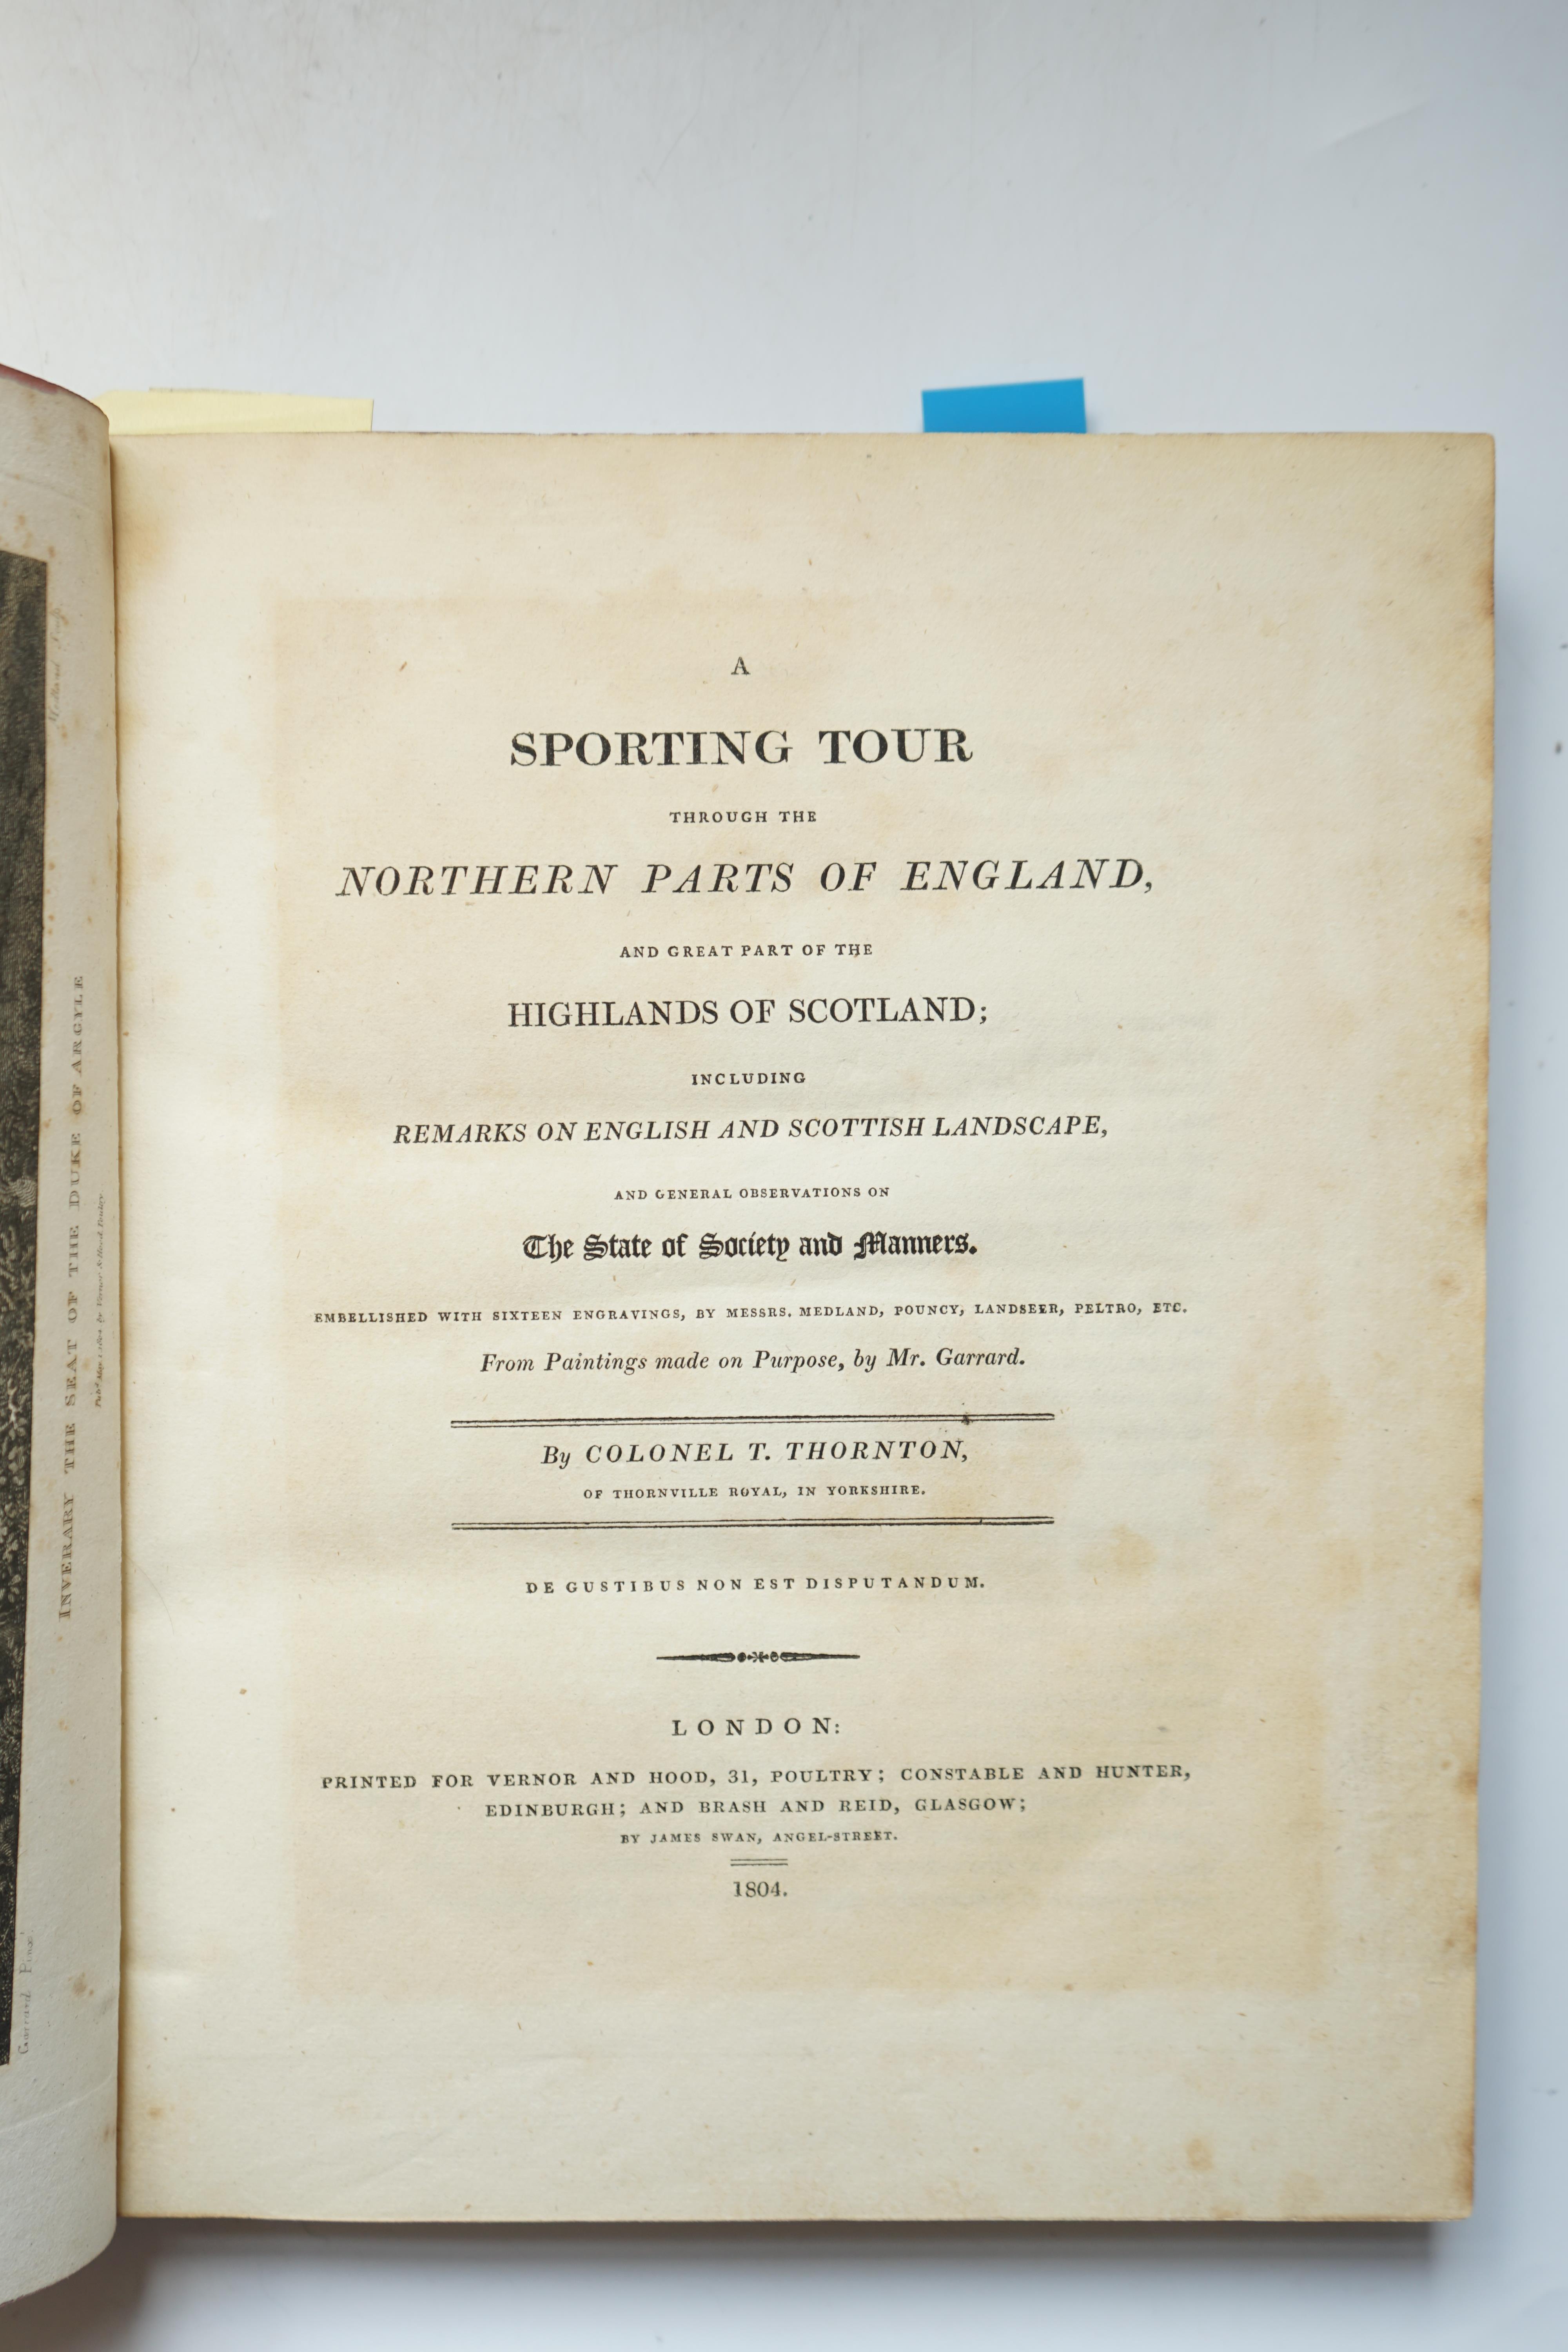 INVERARY THE SEAT OF THE DUKE OF ARGYLE
A
SPORTING TOUR
THROUGH THE
NORTHERN PARTS OF ENGLAND,
AND GREAT PART OF THE
HIGHLANDS OF SCOTLAND;
INCLUDING
REMARKS ON ENGLISH AND SCOTTISH LANDSCAPE,
AND GENERAL OBSERVATIONS ON
The State of Society and Manners.
EMBELLISHED WITH SIXTEEN ENGRAVINGS, BY MESSRS. MEDLAND, POUNCY, LANDSEER, PELTRO, ETC.
From Paintings made on Purpose, by Mr. Garrard.
By COLONEL T. THORNTON,
OF THORNVILLE ROYAL, IN YORKSHIRE.
DE GUSTIBUS NON EST DISPUTANDUM.
LONDON:
PRINTED FOR VERNOR AND HOOD, 31, POULTRY; CONSTABLE AND HUNTER,
EDINBURGH; AND BRASH AND REID, GLASGOW;
BY JAMES SWAN, ANGEL-STREET.
1804.